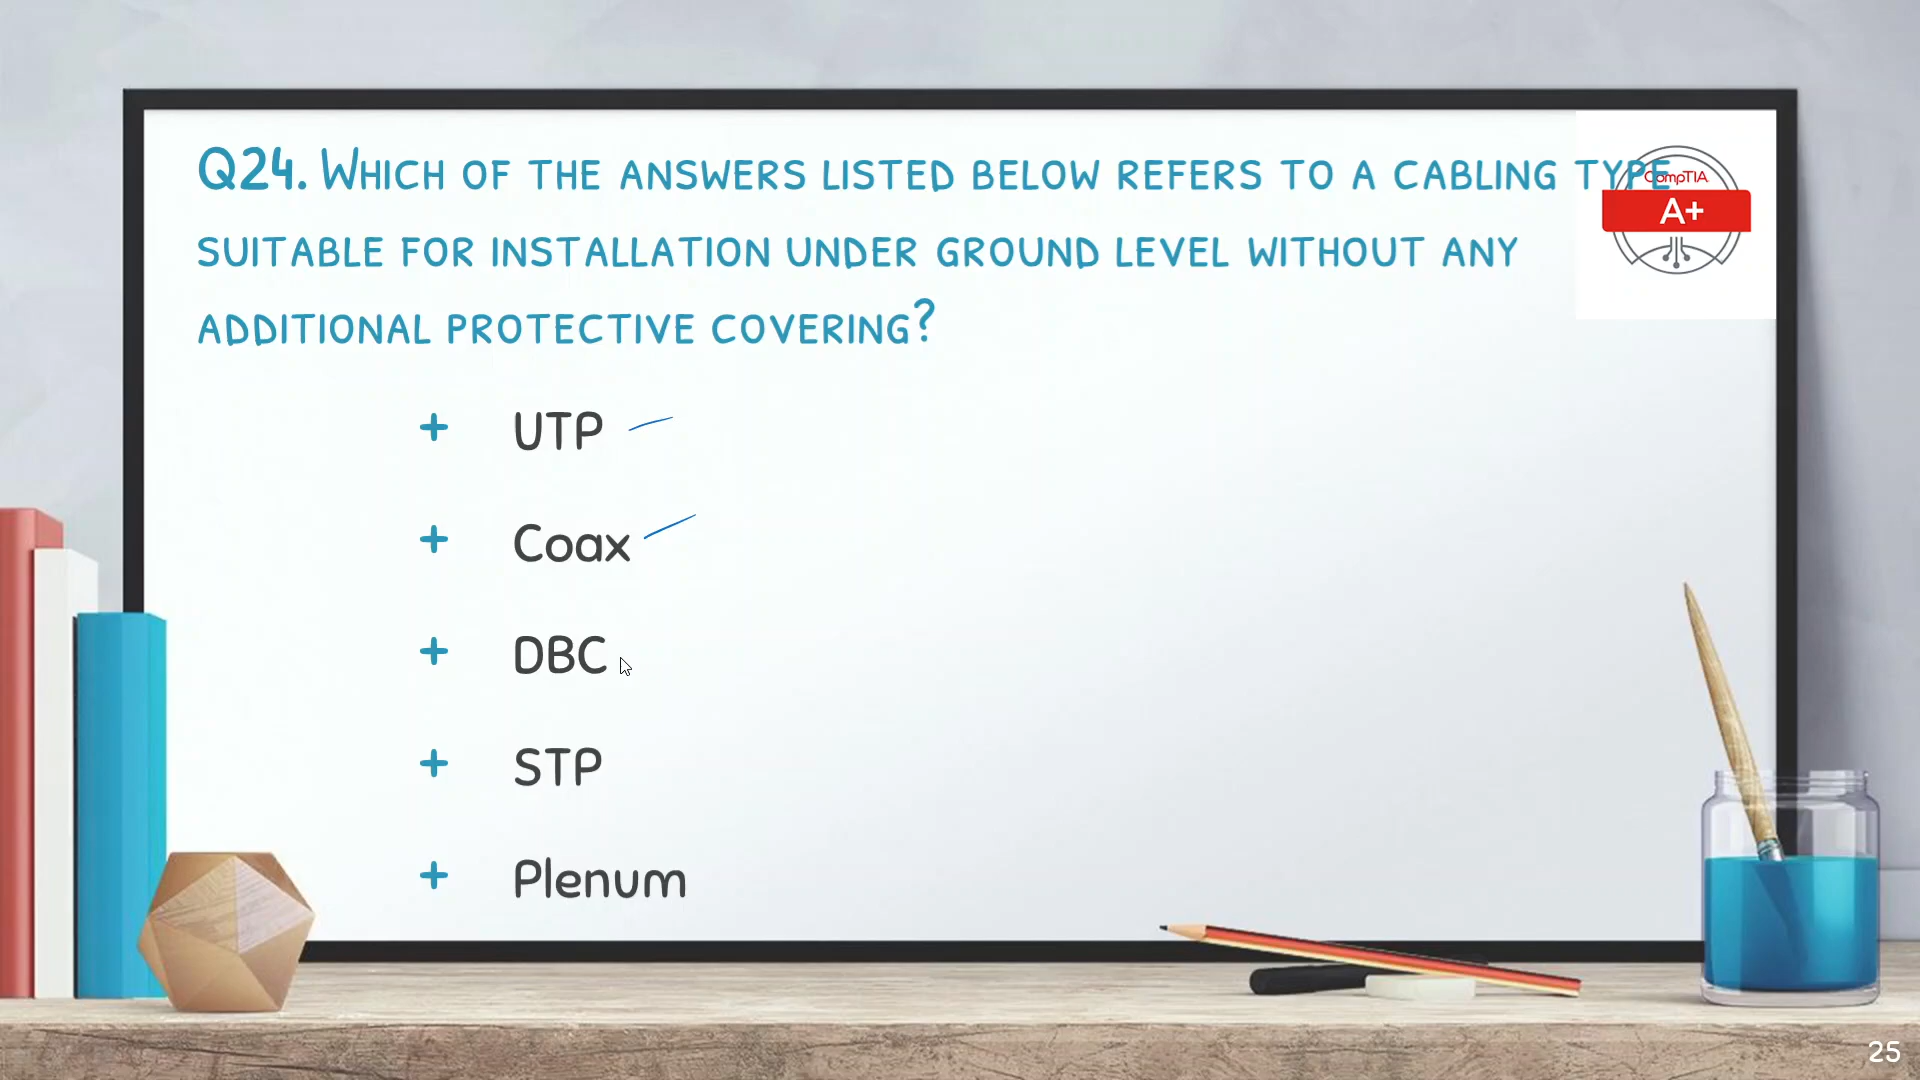 Q24. Which of the answers listed below refers to a cabling type
suitable for installation under ground level without any
additional protective covering?
CompTIA
A+
+ UTP
+ Coax
+ DBC
+ STP
+ Plenum
25